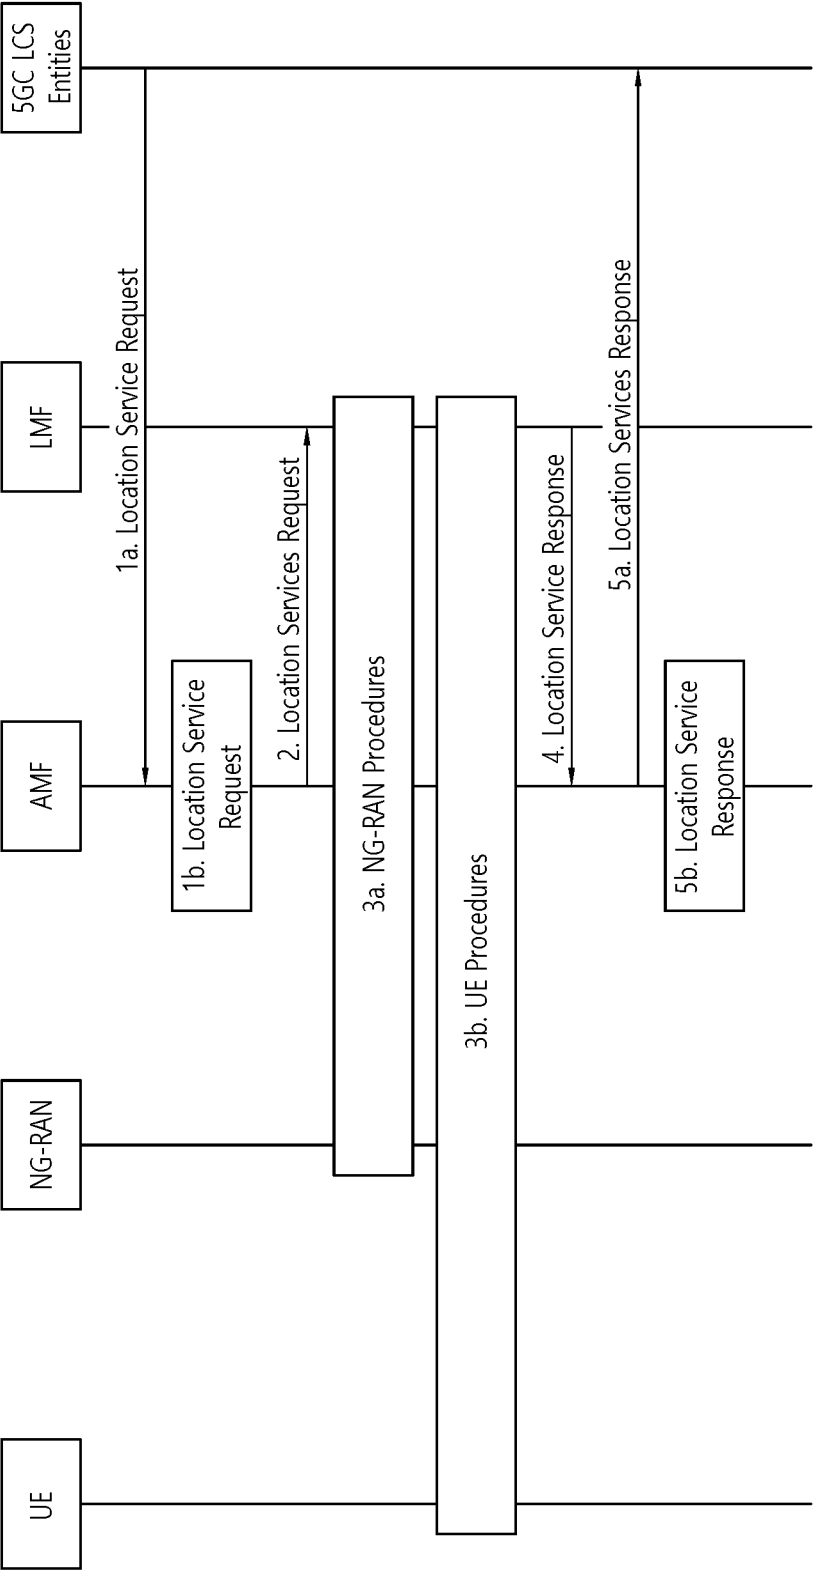 UE
NG-RAN
AMF
LMF
5GC LCS
Entities
1a. Location Service Request
1b. Location Service
Request
2. Location Services Request
3a. NG-RAN Procedures
3b. UE Procedures
4. Location Service Response
5a. Location Services Response
5b. Location Service
Response